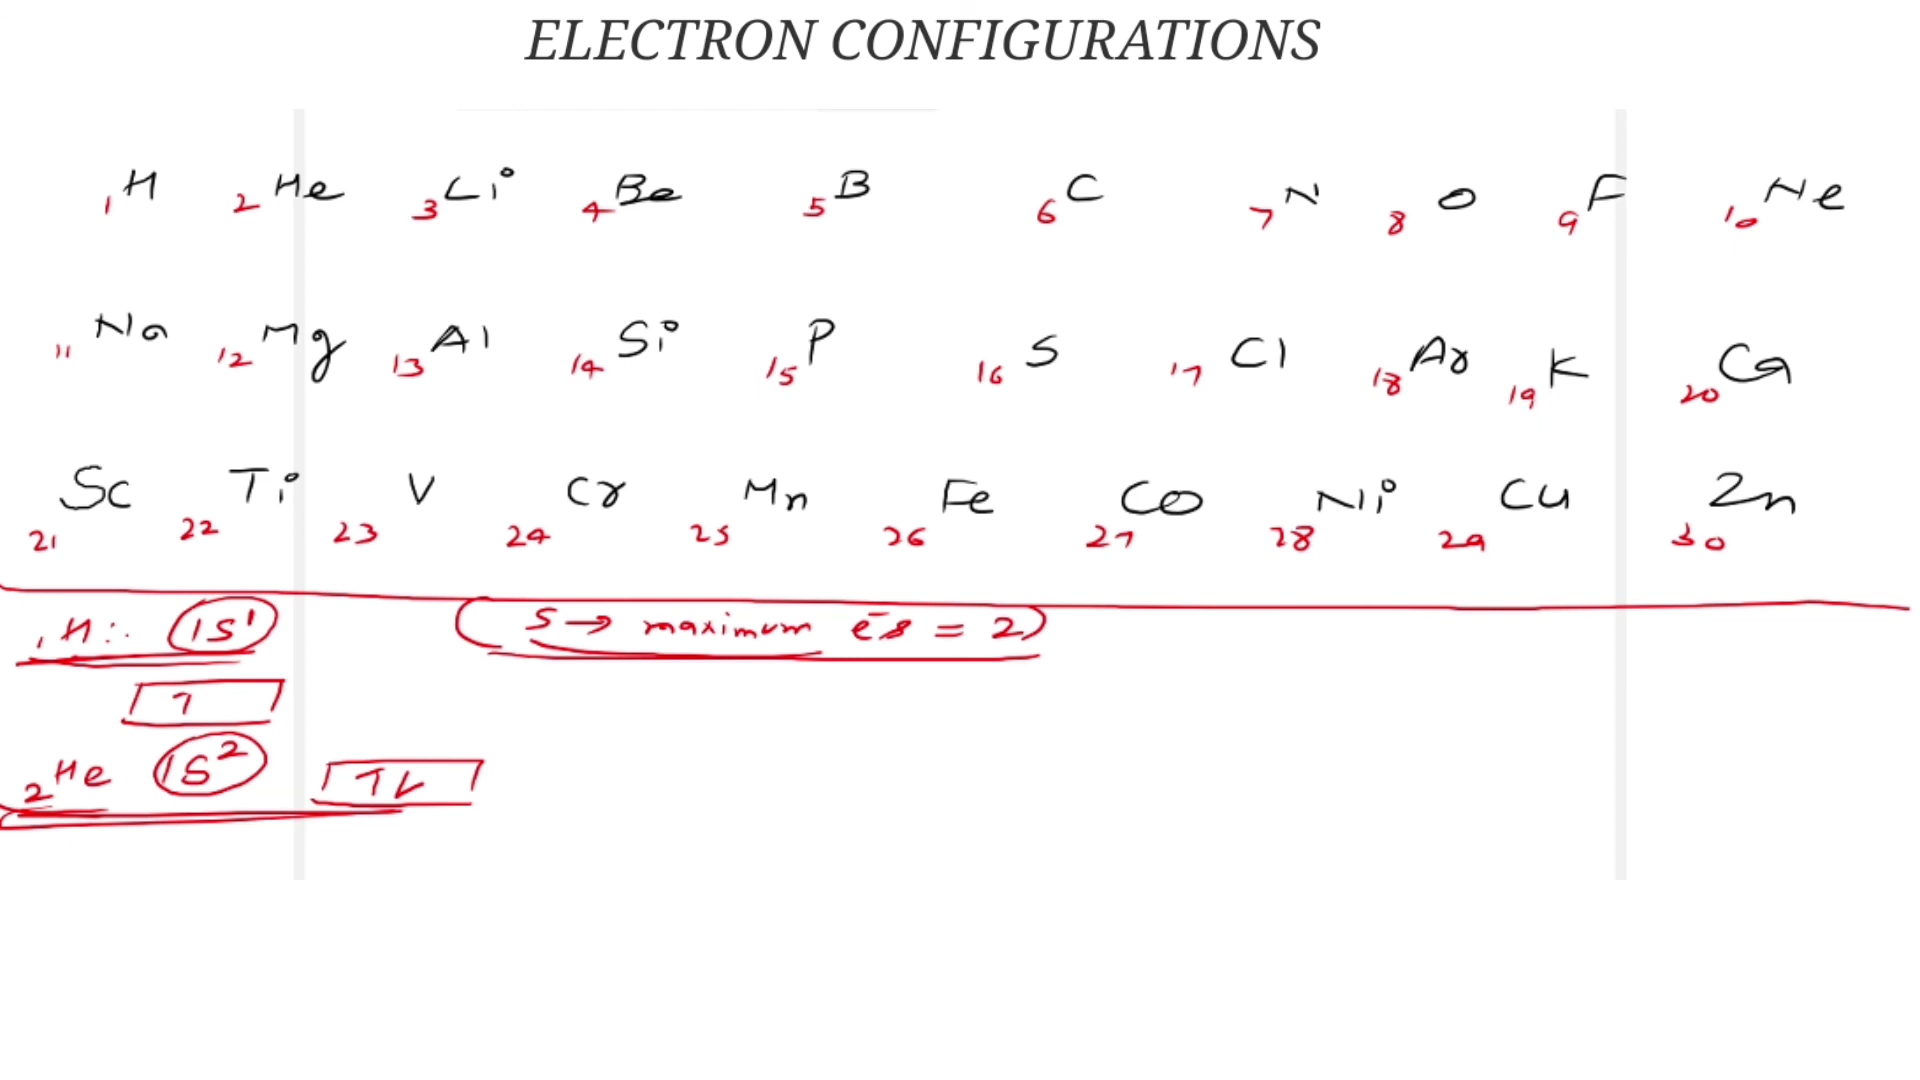 ELECTRON CONFIGURATIONS
1H 2He 3Li 4Be 5B 6C 7N 8O 9F 10Ne
11Na 12Mg 13Al 14Si 15P 16S 17Cl 18Ar 19K 20Ca
Sc Ti V Cr Mn Fe Co Ni Cu Zn
21 22 23 24 25 26 27 28 29 30
1H: 1S¹ S → maximum ēs = 2
↿
2He 1S² ↿⇂